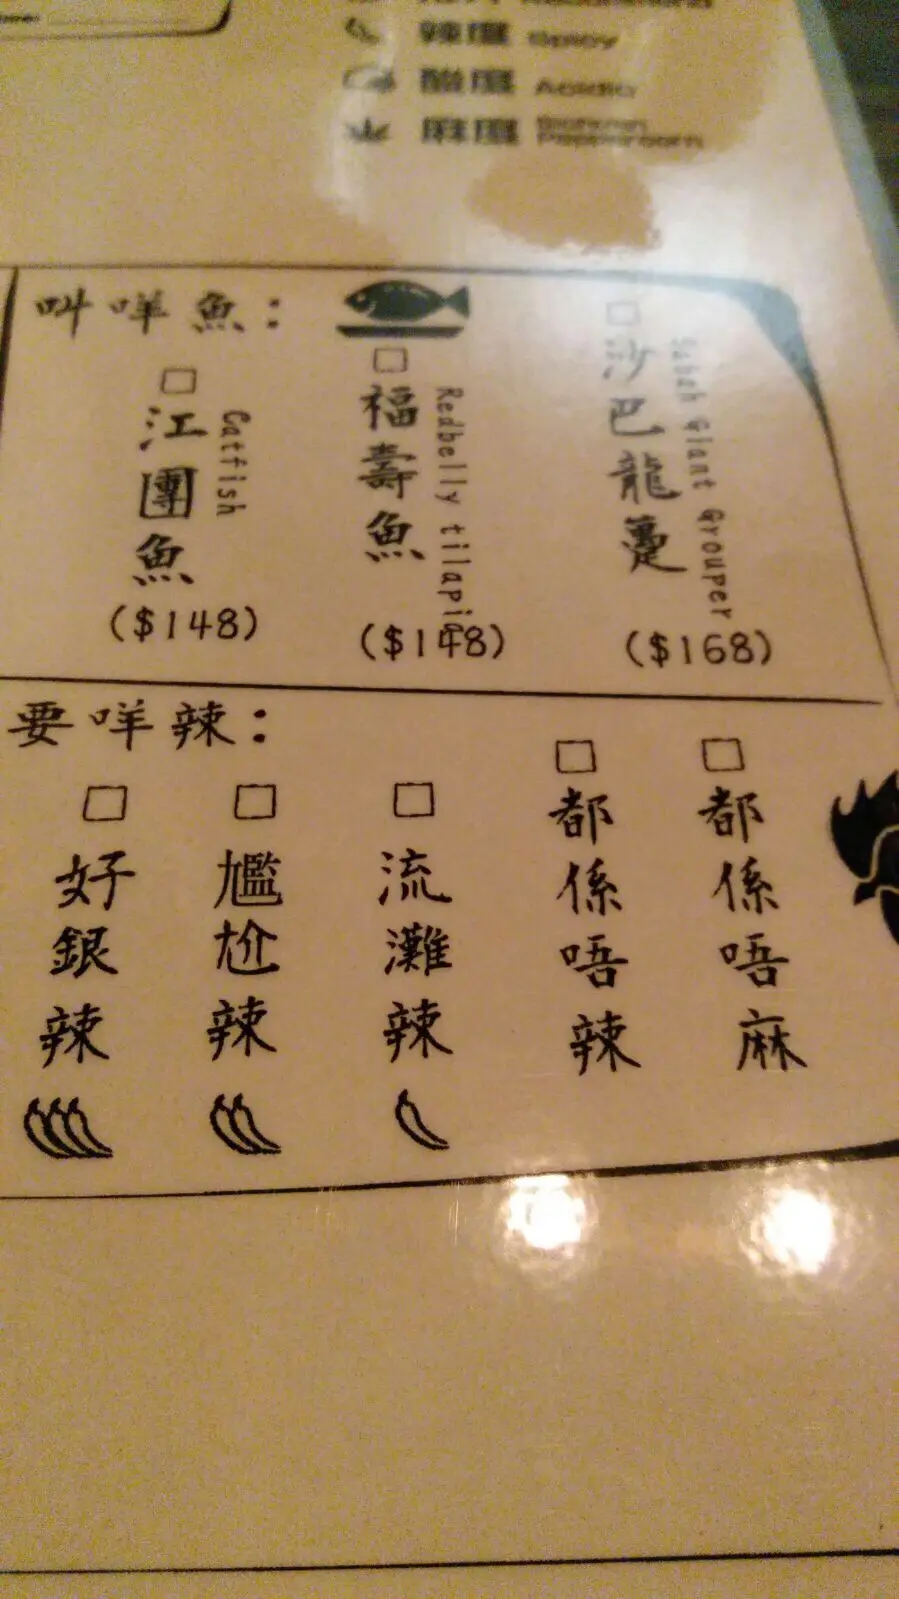 辣度 Spicy
酸度 Acidic
麻度
叫咩魚：
江團魚
Catfish
($148)
福壽魚
Redbelly tilapia
($148)
沙巴龍躉
Sabah Giant Grouper
($168)
要咩辣：
好銀辣
尷尬辣
流灘辣
都係唔辣
都係唔麻